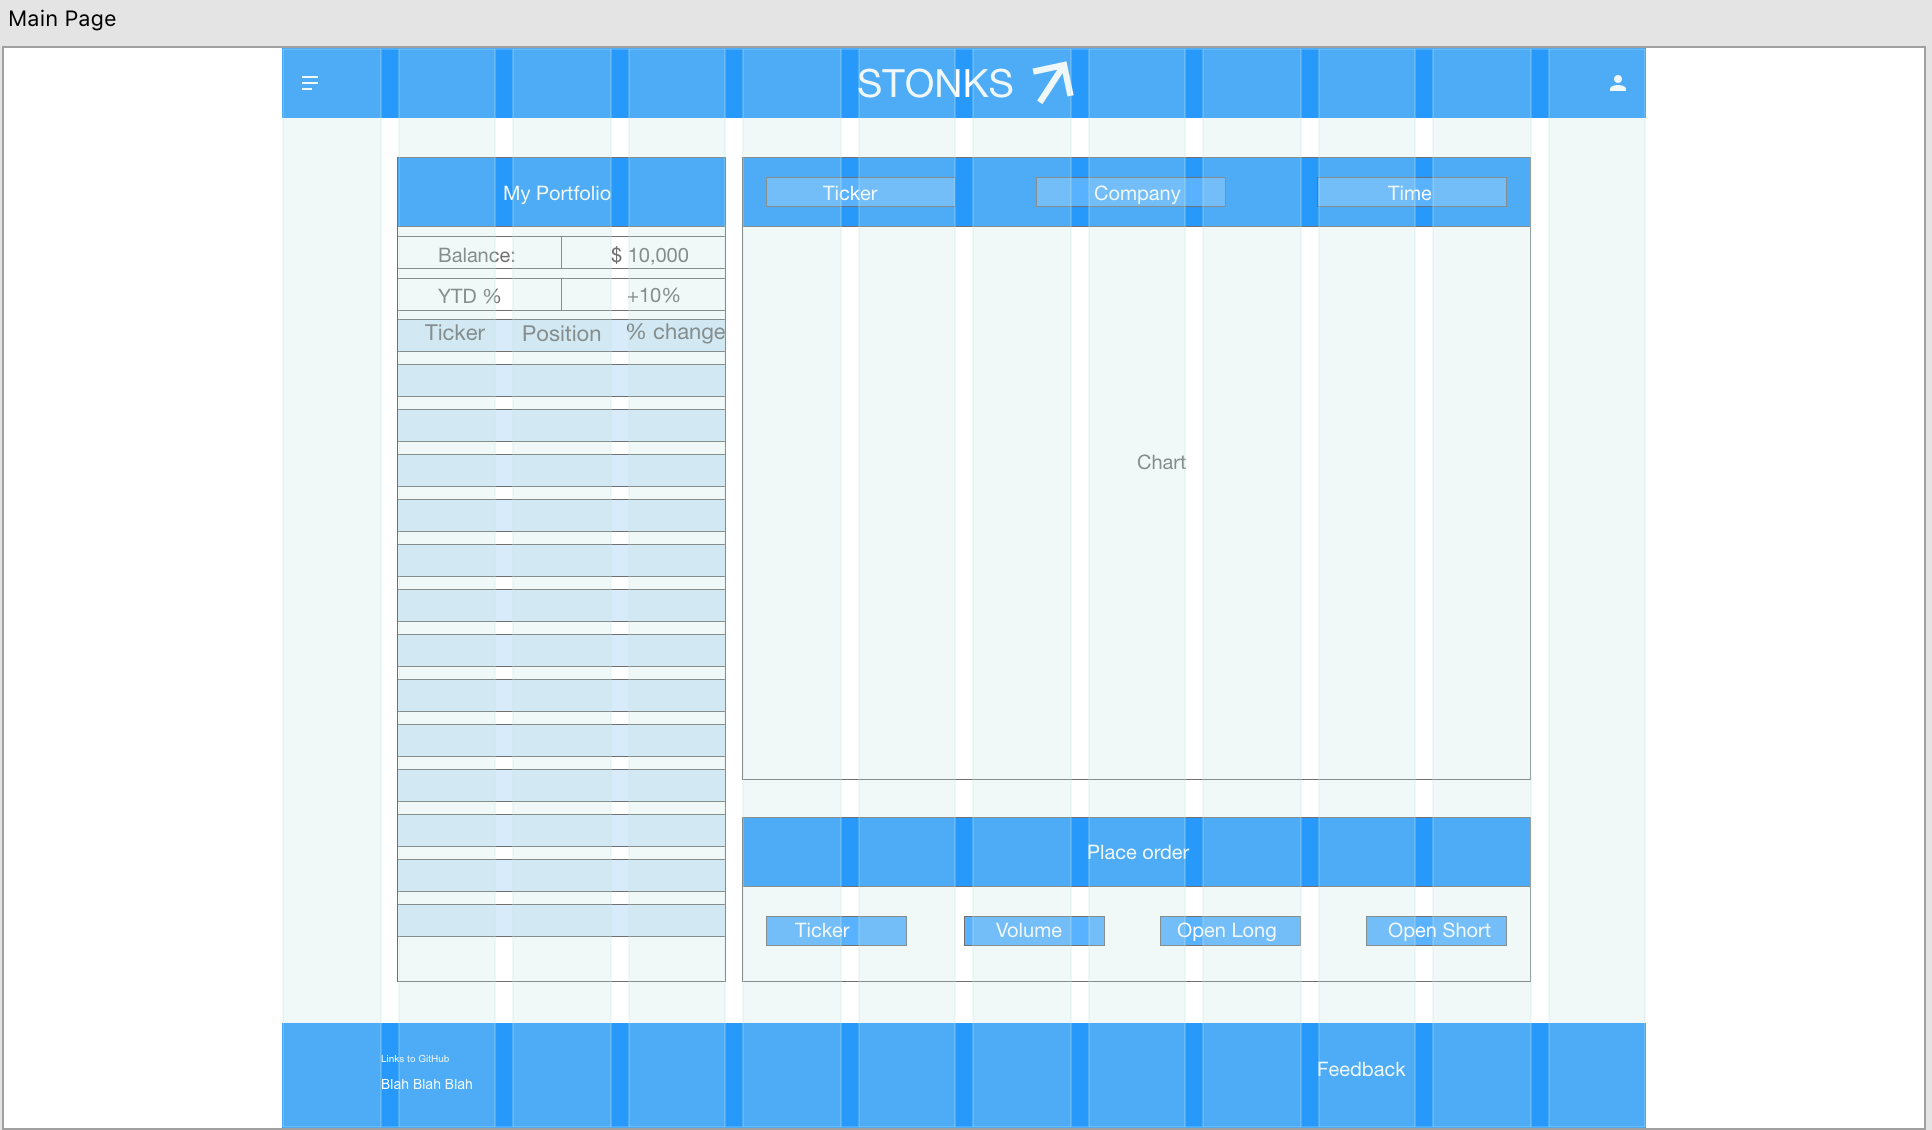 Main Page
STONKS
My Portfolio
Balance: $ 10,000
YTD % +10%
Ticker Position % change
Ticker Company Time
Chart
Place order
Ticker Volume Open Long Open Short
Links to GitHub
Blah Blah Blah
Feedback